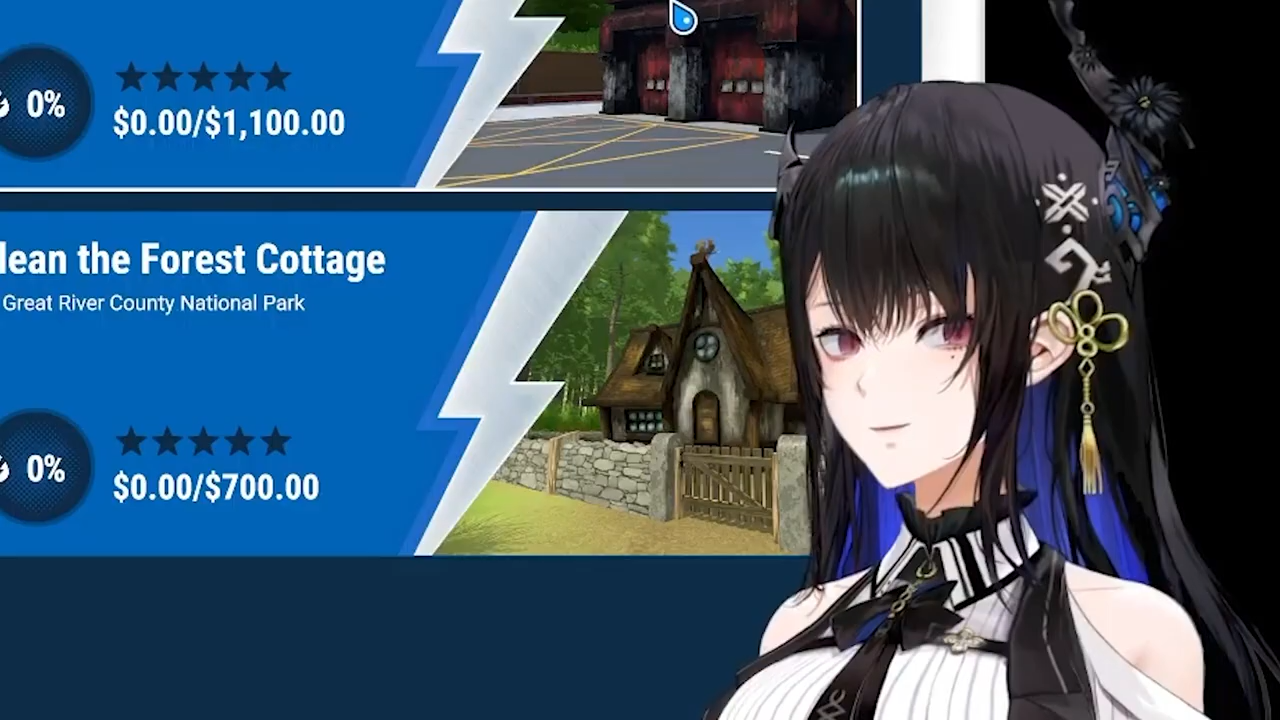 0%
$0.00/$1,100.00
lean the Forest Cottage
Great River County National Park
0%
$0.00/$700.00